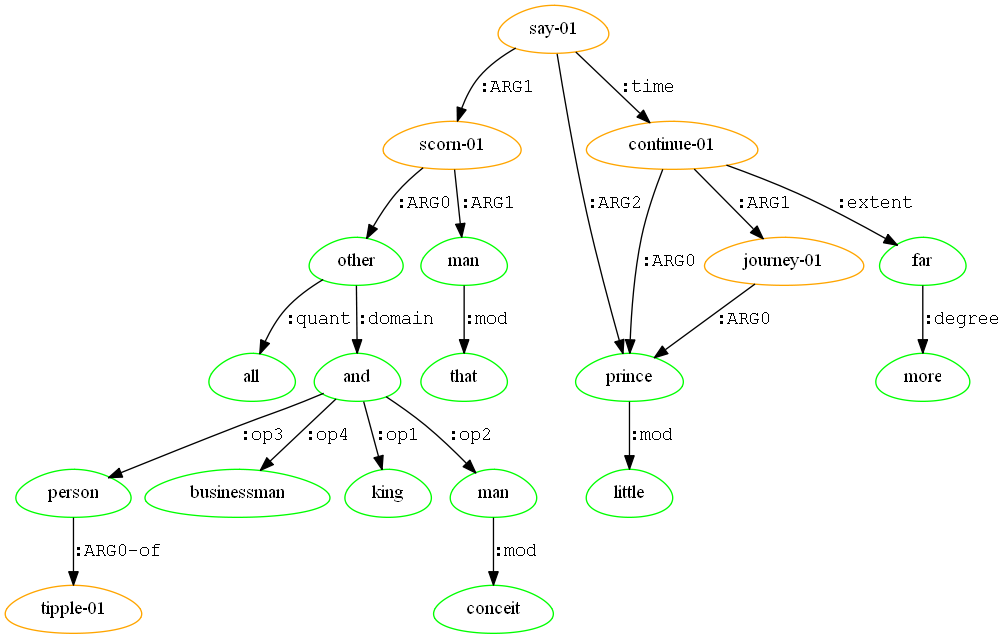 say-01
:ARG1 :time
scorn-01 continue-01
:ARG0 :ARG1 :ARG2 :ARG1 :extent
other man :ARG0 journey-01 far
:quant :domain :mod :ARG0 :degree
all and that prince more
:op3 :op4 :op1 :op2 :mod
person businessman king man little
:ARG0-of :mod
tipple-01 conceit